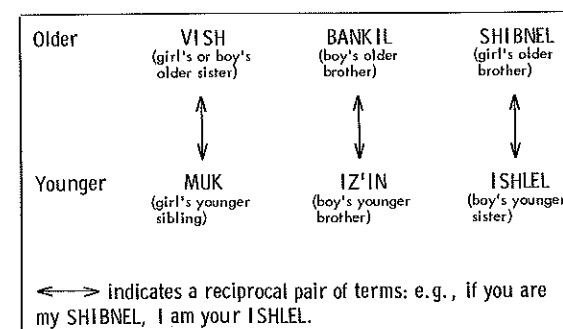 Older VISH BANKIL SHIBNEL
(girl's or boy's (boy's older (girl's older
older sister) brother) brother)
Younger MUK IZ'IN ISHLEL
(girl's younger (boy's younger (boy's younger
sibling) brother) sister)
indicates a reciprocal pair of terms: e.g., if you are
my SHIBNEL, I am your ISHLEL.